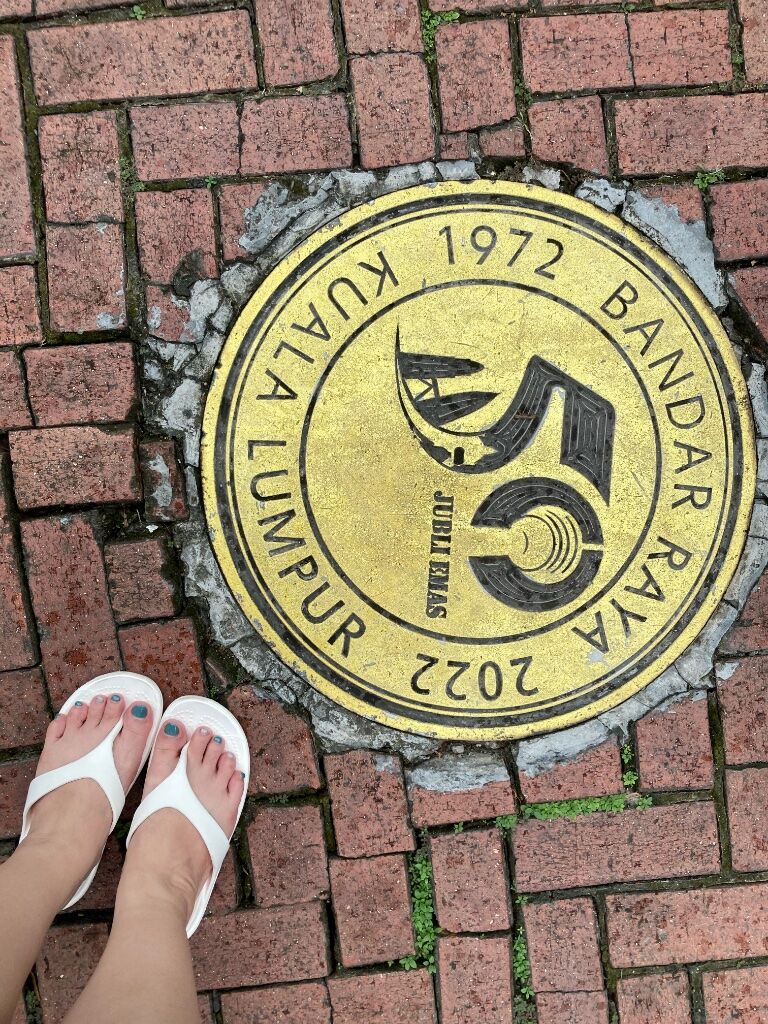 BANDAR RAYA
KUALA LUMPUR
1972
2022
50
JUBLI EMAS